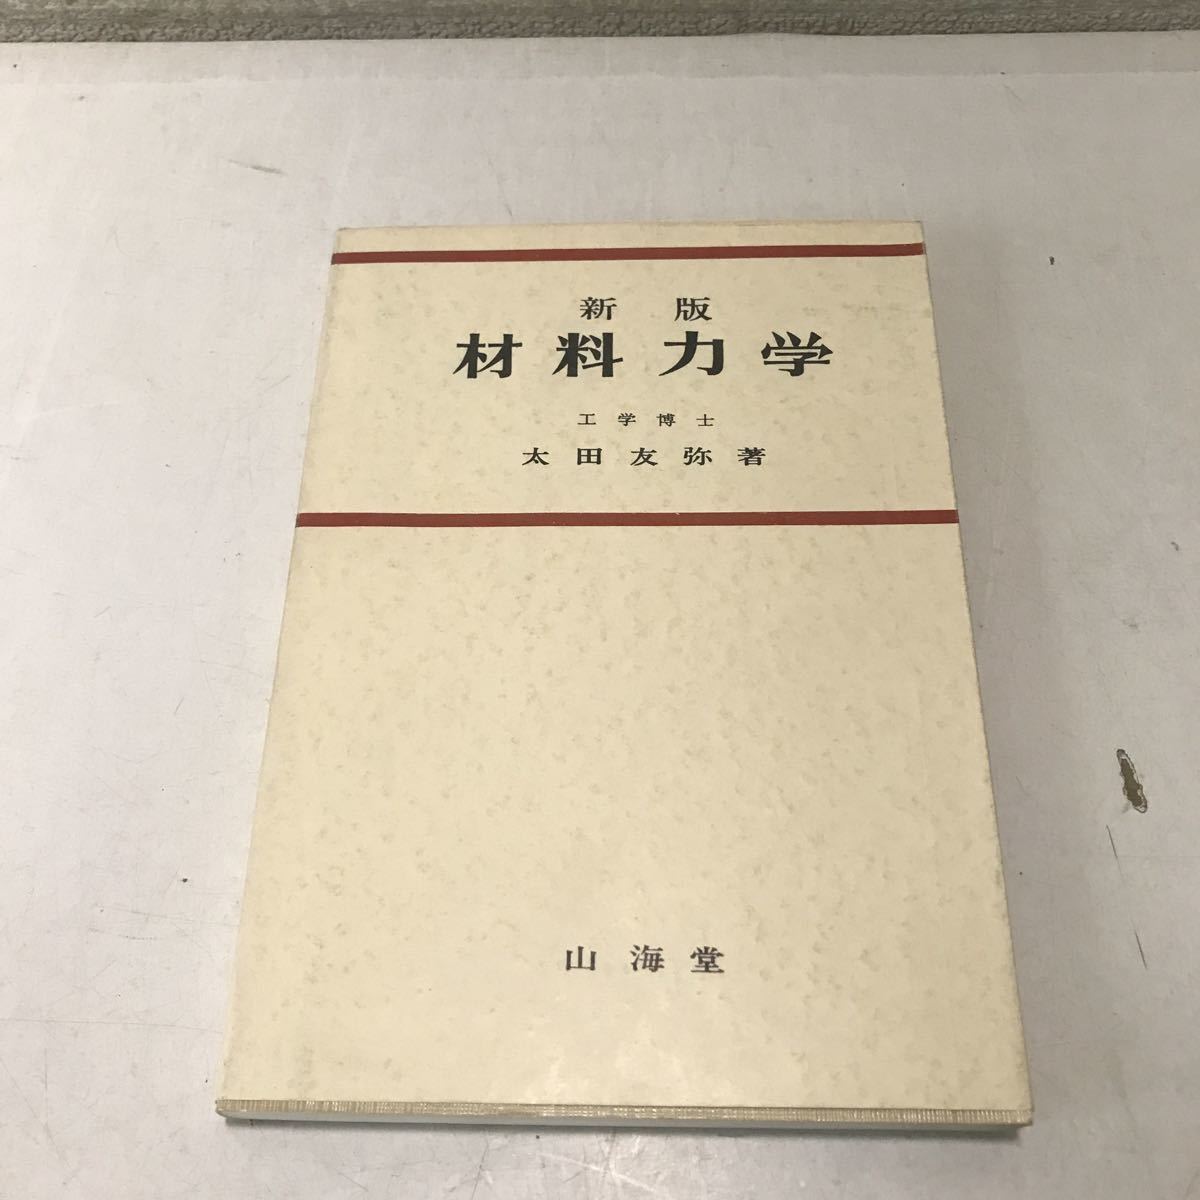 新版
材料力学
工学博士
太田友弥著
山海堂